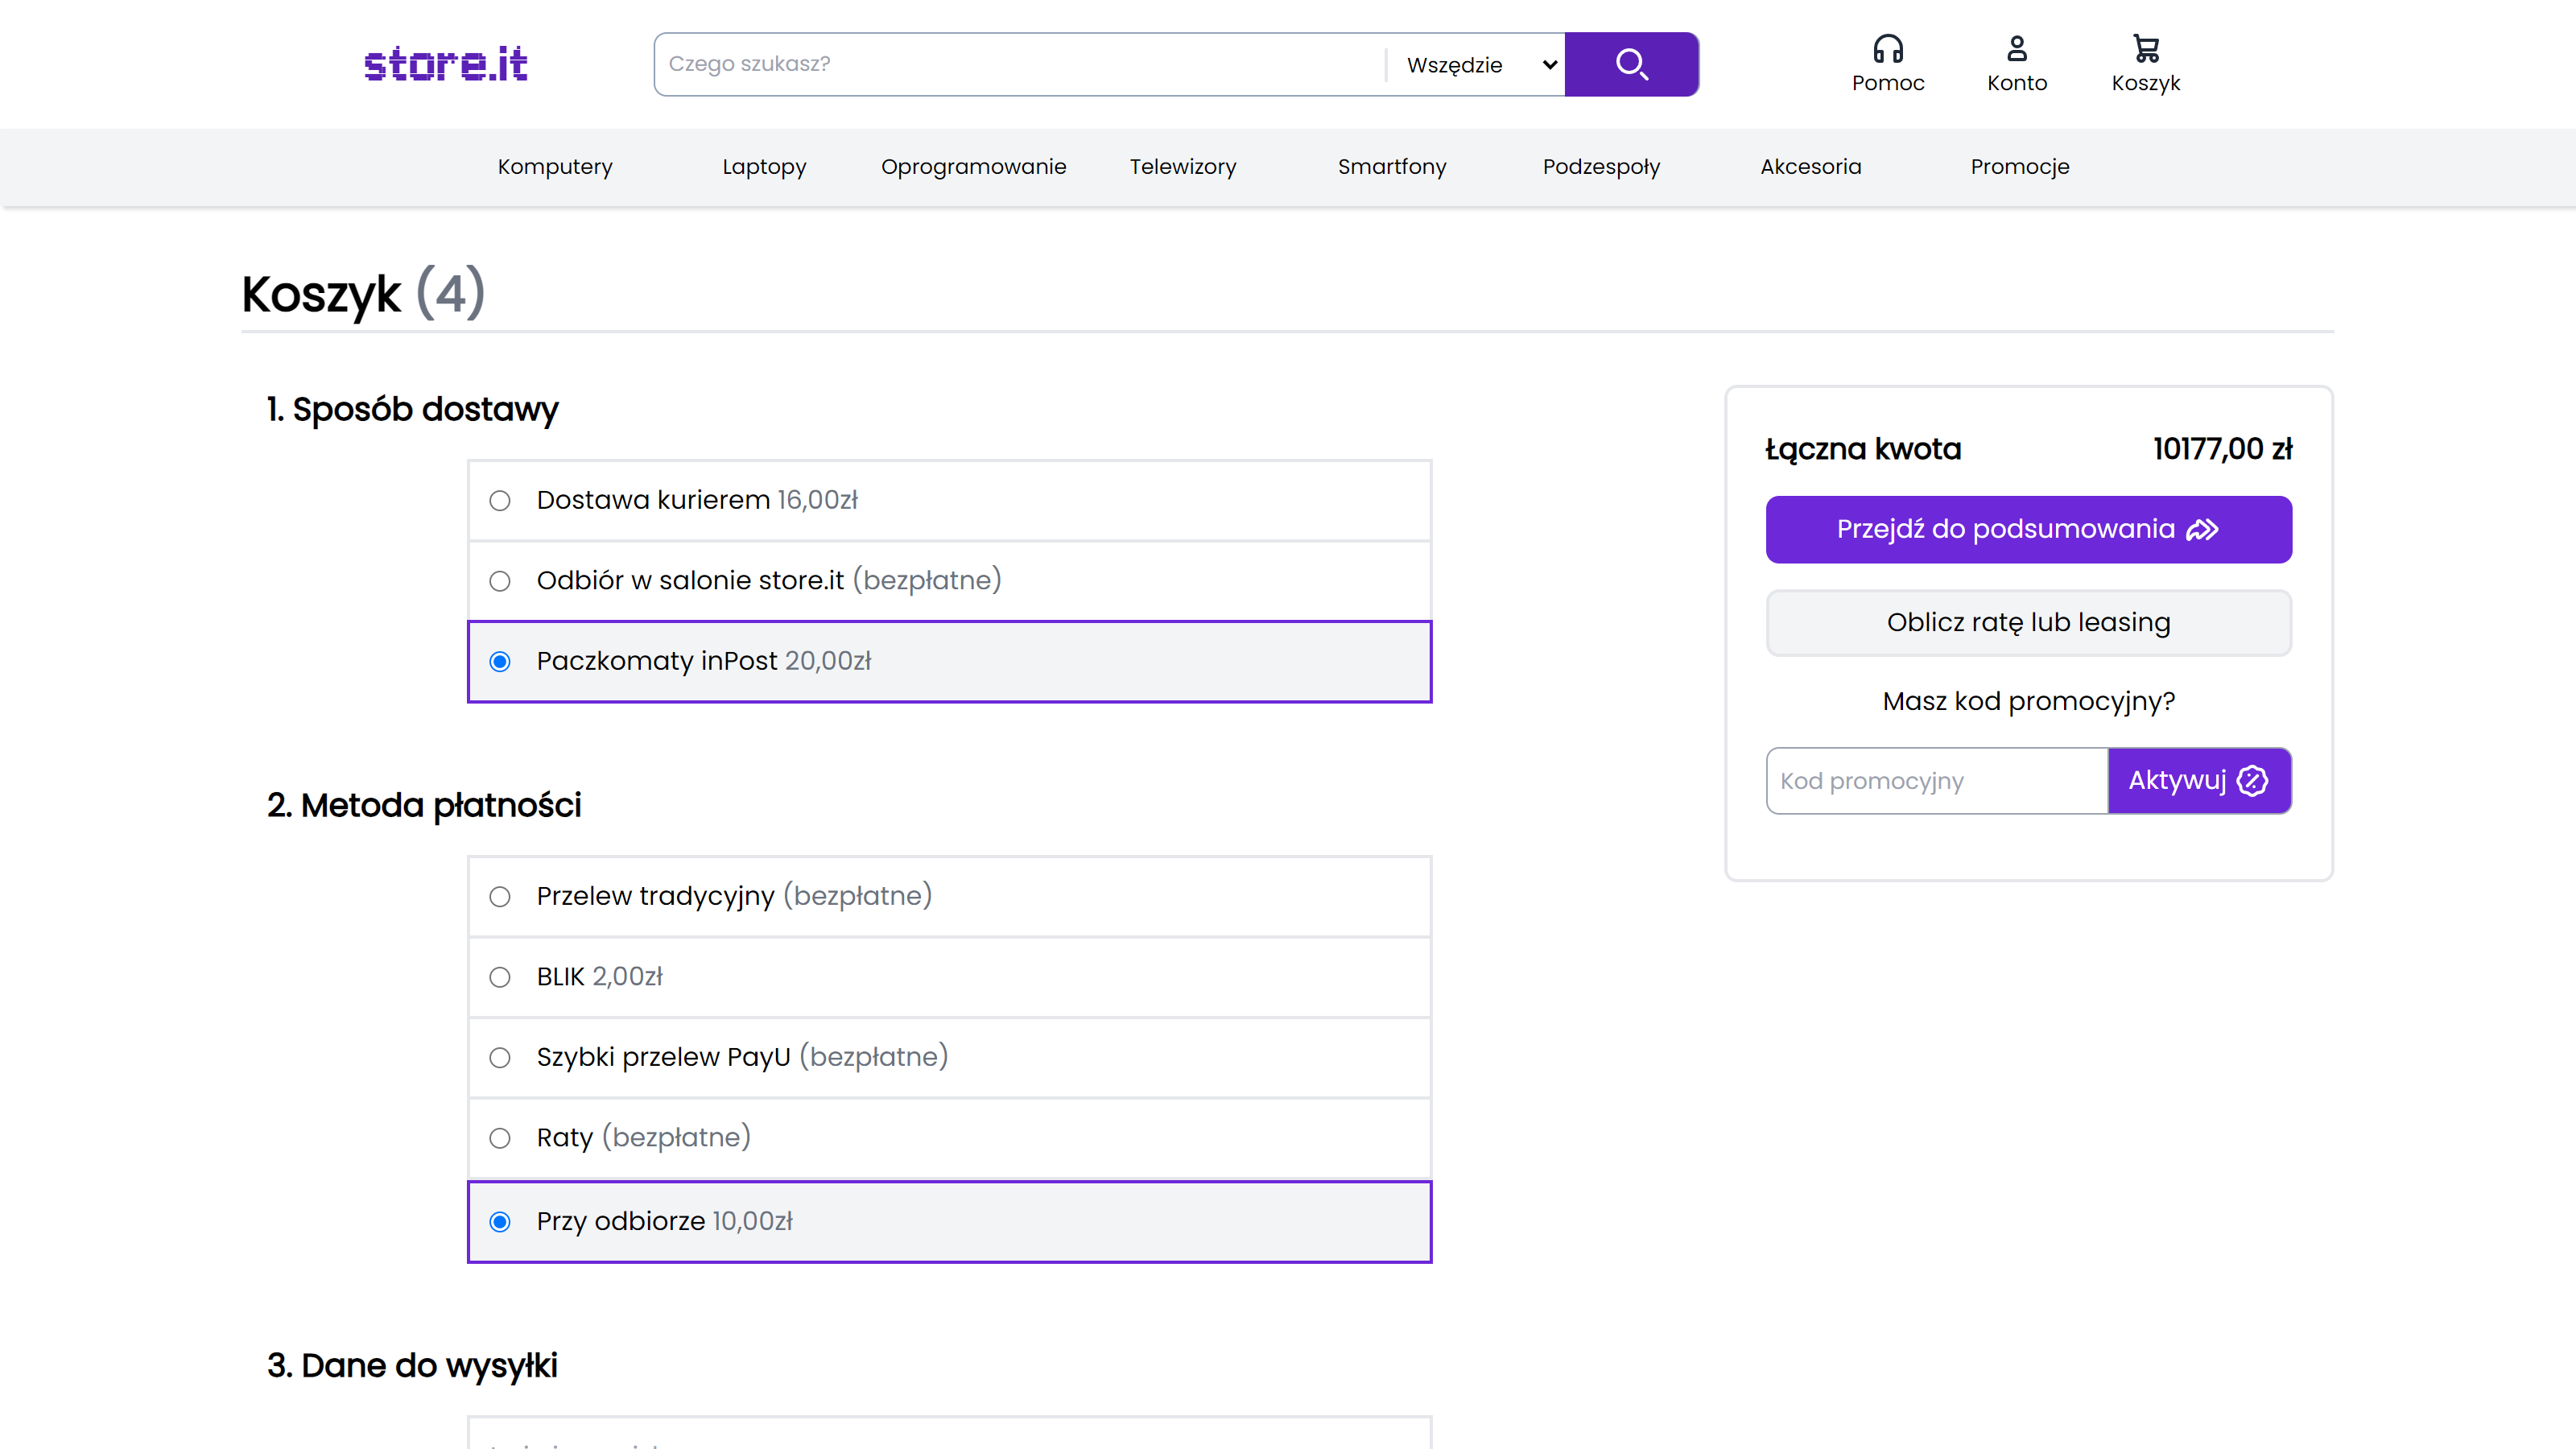 store.it
Czego szukasz?
Wszędzie
Pomoc
Konto
Koszyk
Komputery
Laptopy
Oprogramowanie
Telewizory
Smartfony
Podzespoły
Akcesoria
Promocje
Koszyk (4)
1. Sposób dostawy
Dostawa kurierem 16,00zł
Odbiór w salonie store.it (bezpłatne)
Paczkomaty inPost 20,00zł
2. Metoda płatności
Przelew tradycyjny (bezpłatne)
BLIK 2,00zł
Szybki przelew PayU (bezpłatne)
Raty (bezpłatne)
Przy odbiorze 10,00zł
3. Dane do wysyłki
Łączna kwota 10177,00 zł
Przejdź do podsumowania
Oblicz ratę lub leasing
Masz kod promocyjny?
Kod promocyjny
Aktywuj